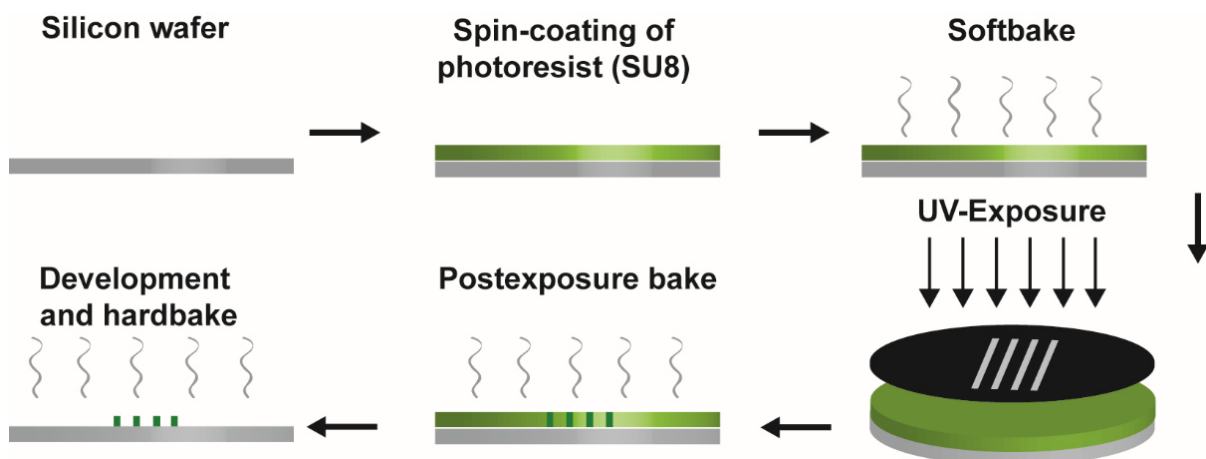 Silicon wafer
Spin-coating of
photoresist (SU8)
Softbake
UV-Exposure
Postexposure bake
Development
and hardbake